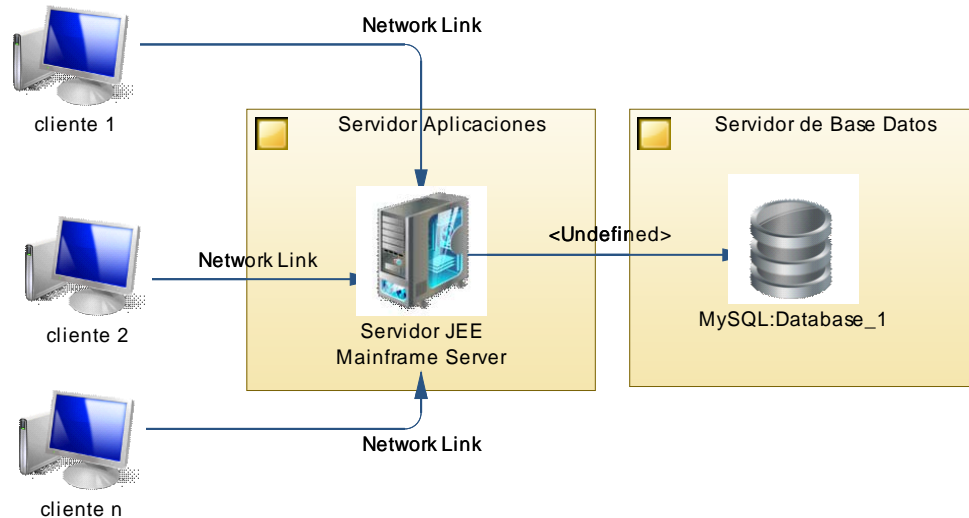 Network Link
cliente 1
Servidor Aplicaciones
Servidor de Base Datos
<Undefined>
Network Link
cliente 2
Servidor JEE
Mainframe Server
MySQL:Database_1
Network Link
cliente n